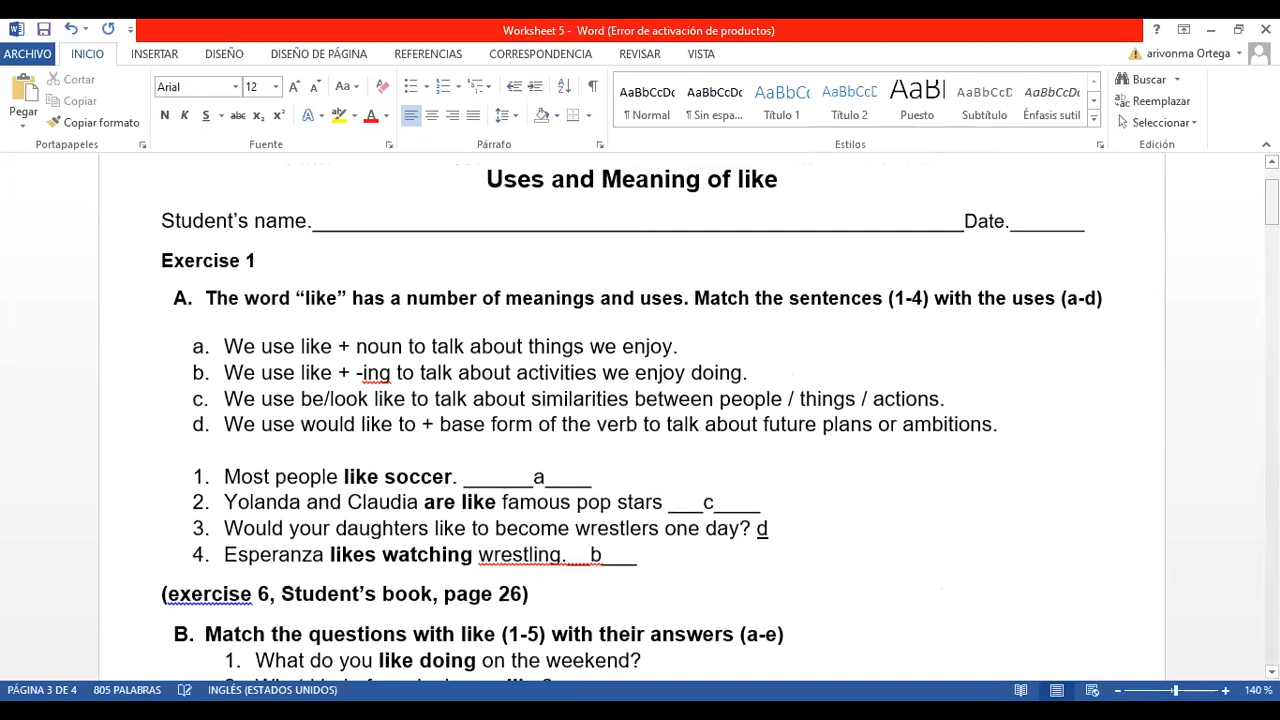 Worksheet 5 - Word (Error de activación de productos)
ARCHIVO INICIO INSERTAR DISEÑO DISEÑO DE PÁGINA REFERENCIAS CORRESPONDENCIA REVISAR VISTA arivonma Ortega
Cortar
Copiar
Copiar formato
Pegar
Arial 12
N K S abc x₂ x² A A
Aa
AaBbCcDc AaBbCcDc AaBbCc AaBbCcD AaBl AaBbCcD AaBbCcDc
¶ Normal ¶ Sin espa... Título 1 Título 2 Puesto Subtítulo Énfasis sutil
Buscar
Reemplazar
Seleccionar
Portapapeles Fuente Párrafo Estilos Edición
Uses and Meaning of like
Student’s name.____________________________________________________________Date._______
Exercise 1
A. The word “like” has a number of meanings and uses. Match the sentences (1-4) with the uses (a-d)
a. We use like + noun to talk about things we enjoy.
b. We use like + -ing to talk about activities we enjoy doing.
c. We use be/look like to talk about similarities between people / things / actions.
d. We use would like to + base form of the verb to talk about future plans or ambitions.
1. Most people like soccer. ______a____
2. Yolanda and Claudia are like famous pop stars ___c____
3. Would your daughters like to become wrestlers one day? d
4. Esperanza likes watching wrestling.__b___
(exercise 6, Student’s book, page 26)
B. Match the questions with like (1-5) with their answers (a-e)
1. What do you like doing on the weekend?
PÁGINA 3 DE 4 805 PALABRAS INGLÉS (ESTADOS UNIDOS) 140 %